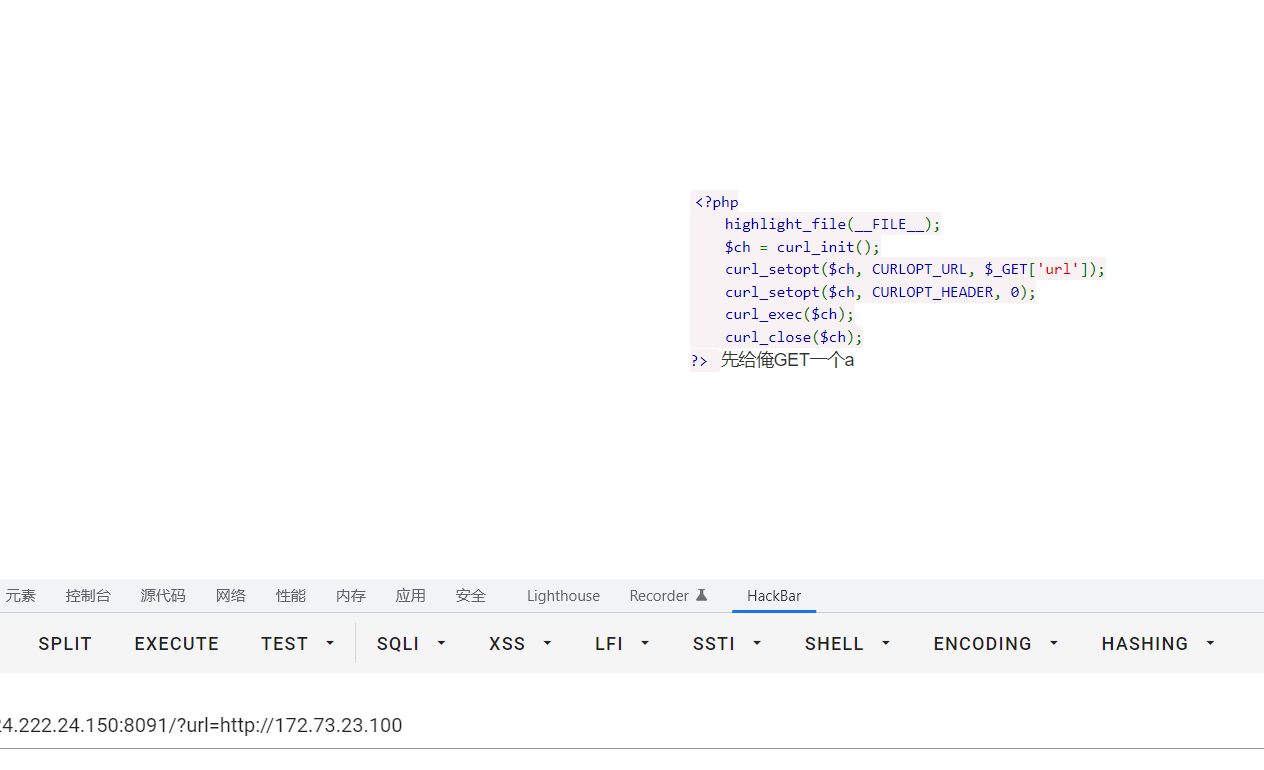 <?php
highlight_file(__FILE__);
$ch = curl_init();
curl_setopt($ch, CURLOPT_URL, $_GET['url']);
curl_setopt($ch, CURLOPT_HEADER, 0);
curl_exec($ch);
curl_close($ch);
?> 先给俺GET一个a
元素 控制台 源代码 网络 性能 内存 应用 安全 Lighthouse Recorder HackBar
SPLIT EXECUTE TEST SQLI XSS LFI SSTI SHELL ENCODING HASHING
4.222.24.150:8091/?url=http://172.73.23.100